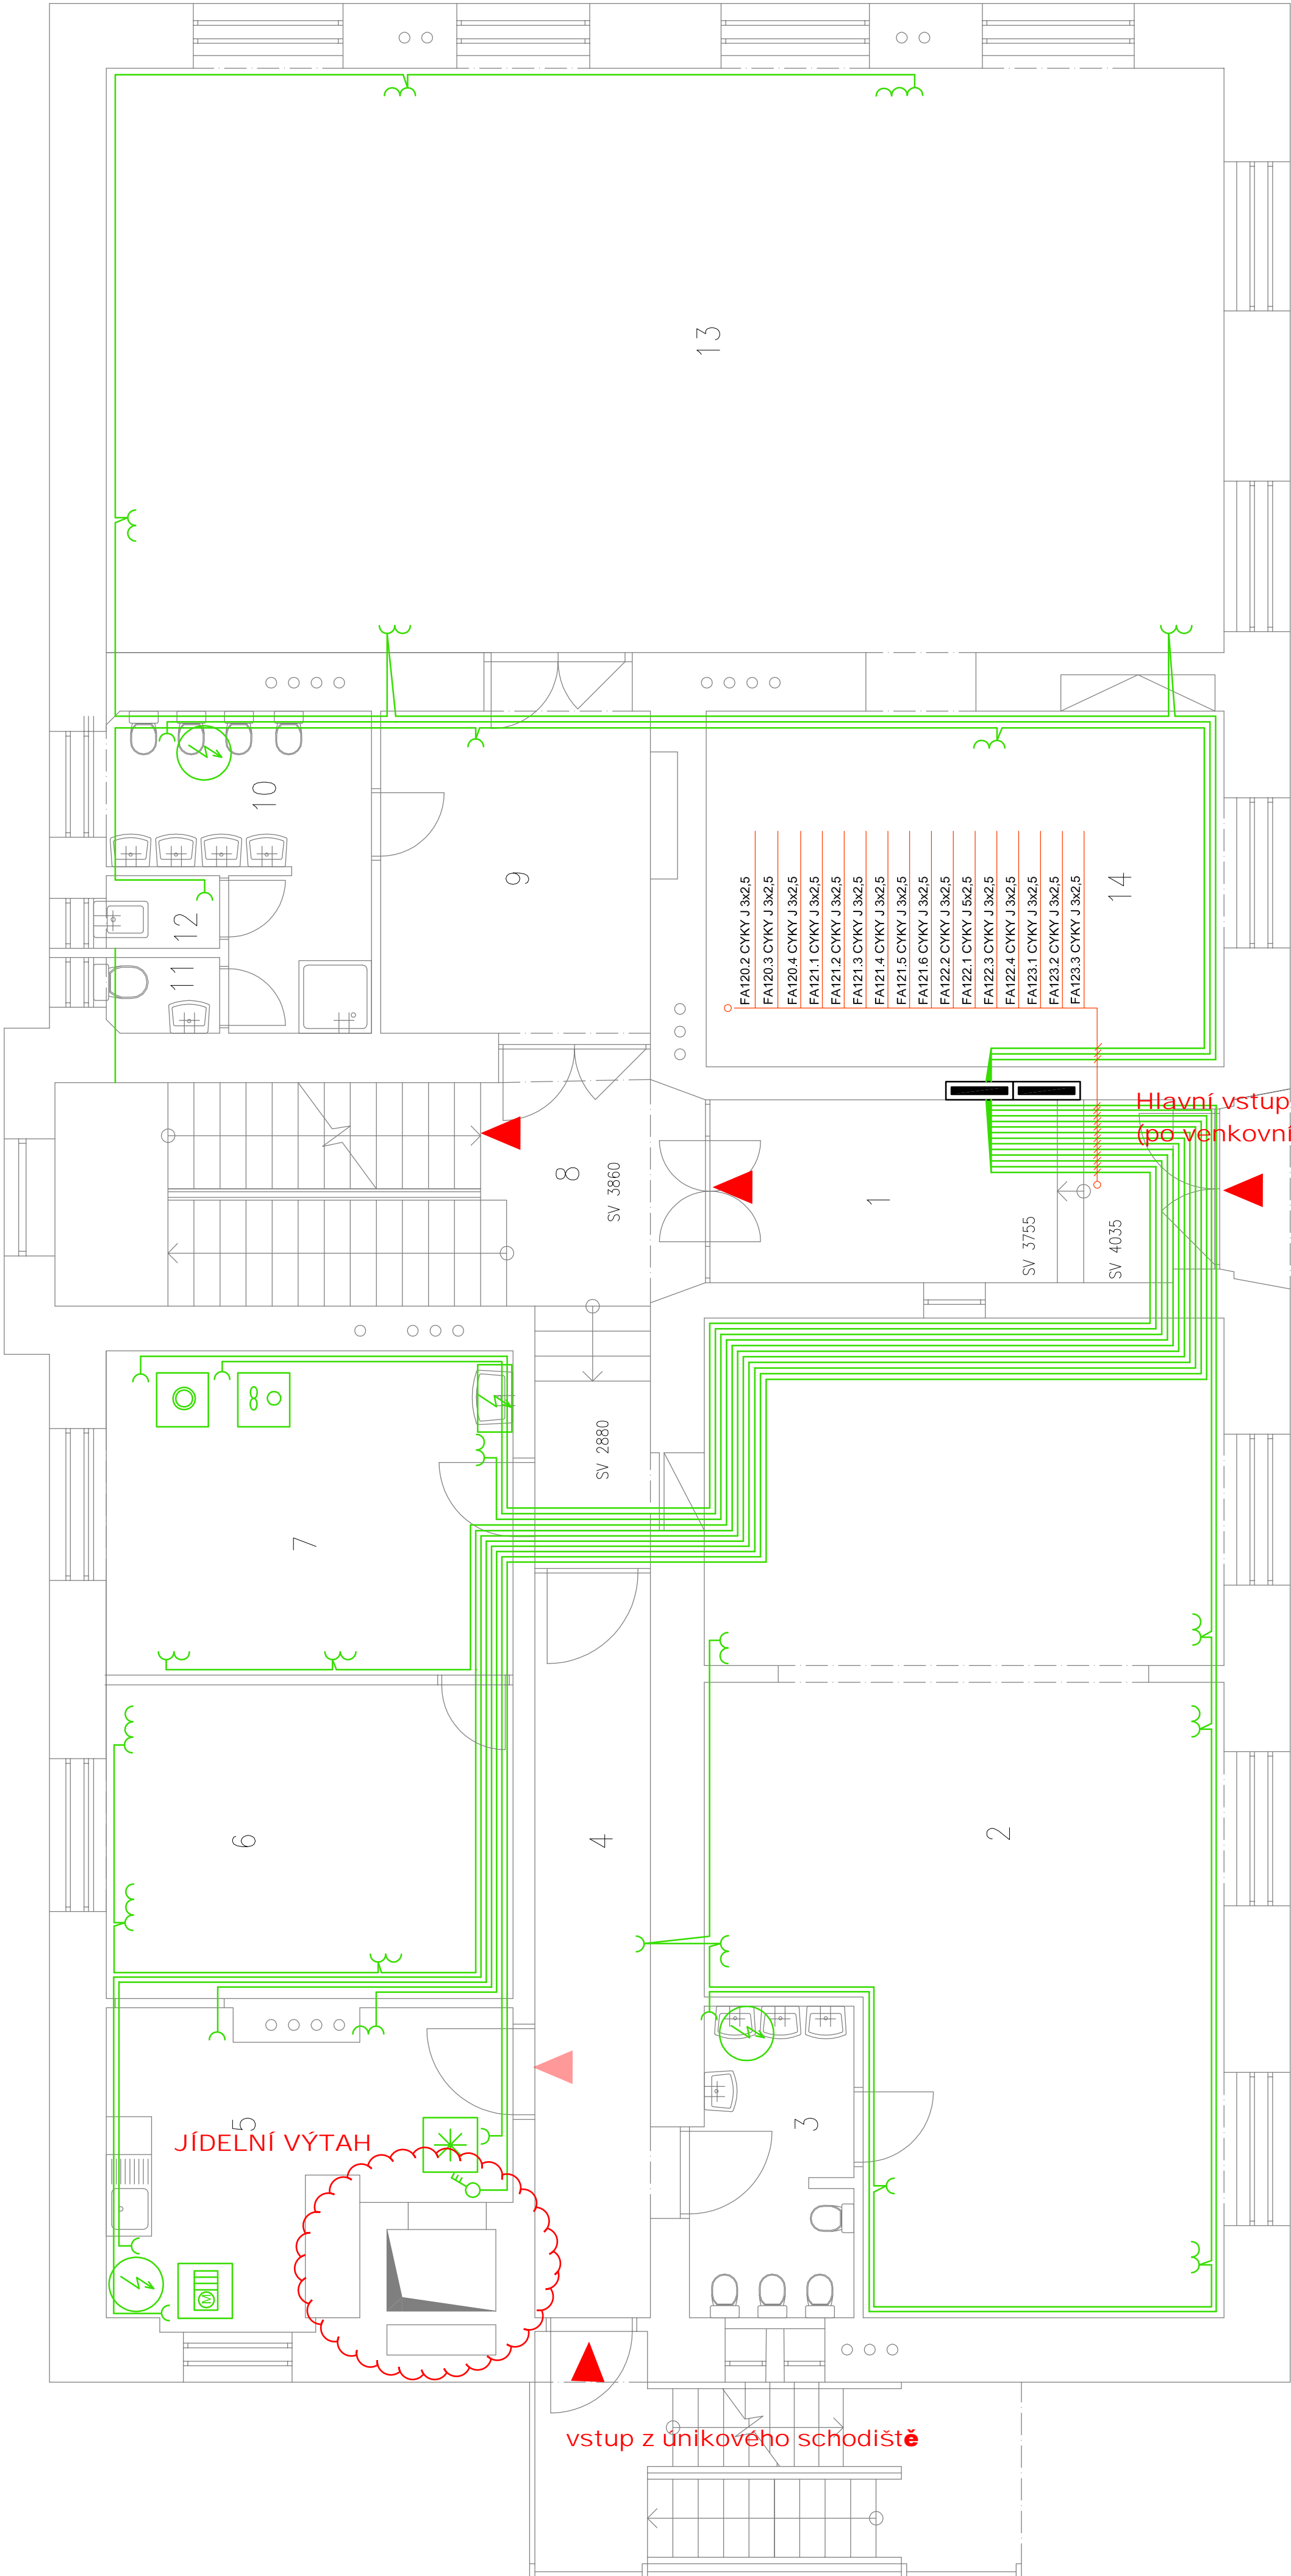 13
10
9
14
12
11
FA120.2 CYKY J 3x2,5
FA120.3 CYKY J 3x2,5
FA120.4 CYKY J 3x2,5
FA121.1 CYKY J 3x2,5
FA121.2 CYKY J 3x2,5
FA121.3 CYKY J 3x2,5
FA121.4 CYKY J 3x2,5
FA121.5 CYKY J 3x2,5
FA121.6 CYKY J 3x2,5
FA122.2 CYKY J 3x2,5
FA122.1 CYKY J 5x2,5
FA122.3 CYKY J 3x2,5
FA122.4 CYKY J 3x2,5
FA123.1 CYKY J 3x2,5
FA123.2 CYKY J 3x2,5
FA123.3 CYKY J 3x2,5
Hlavní vstup
(po venkovní
8
SV 3860
1
SV 3755
SV 4035
SV 2880
7
6
4
2
5
3
JÍDELNÍ VÝTAH
M
vstup z únikového schodiště